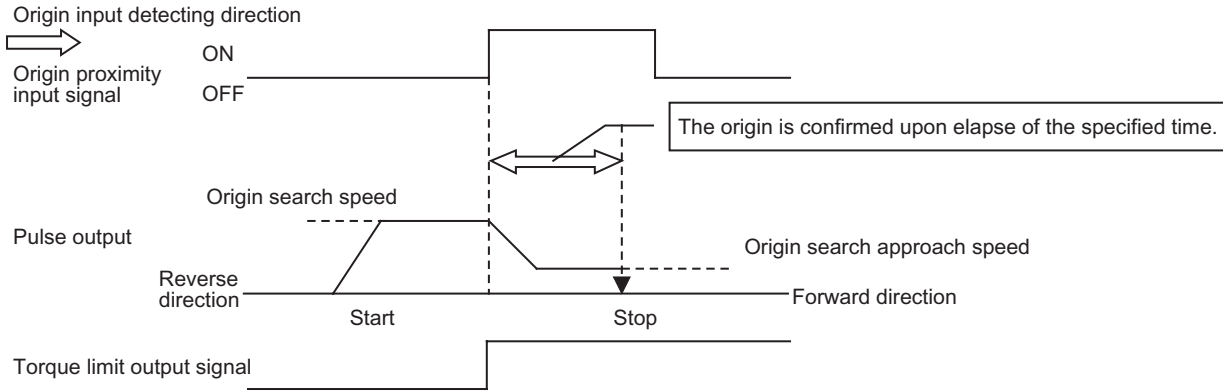 Origin input detecting direction
ON
Origin proximity
input signal
OFF
The origin is confirmed upon elapse of the specified time.
Origin search speed
Pulse output
Origin search approach speed
Reverse
direction
Forward direction
Start
Stop
Torque limit output signal